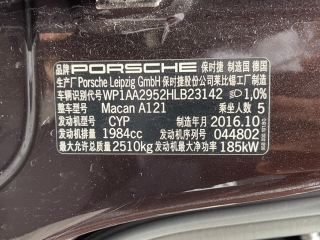 品牌 PORSCHE 保时捷 制造国 德国
生产厂 Porsche Leipzig GmbH 保时捷股份公司莱比锡工厂制造
车辆识别代号 WP1AA2952HLB23142 1,0%
整车型号 Macan A121 乘坐人数 5
发动机型号 CYP 制造年月 2016.10
发动机排量 1984cc 发动机序列号 044802
最大允许总质量 2510kg 发动机最大净功率 185kW